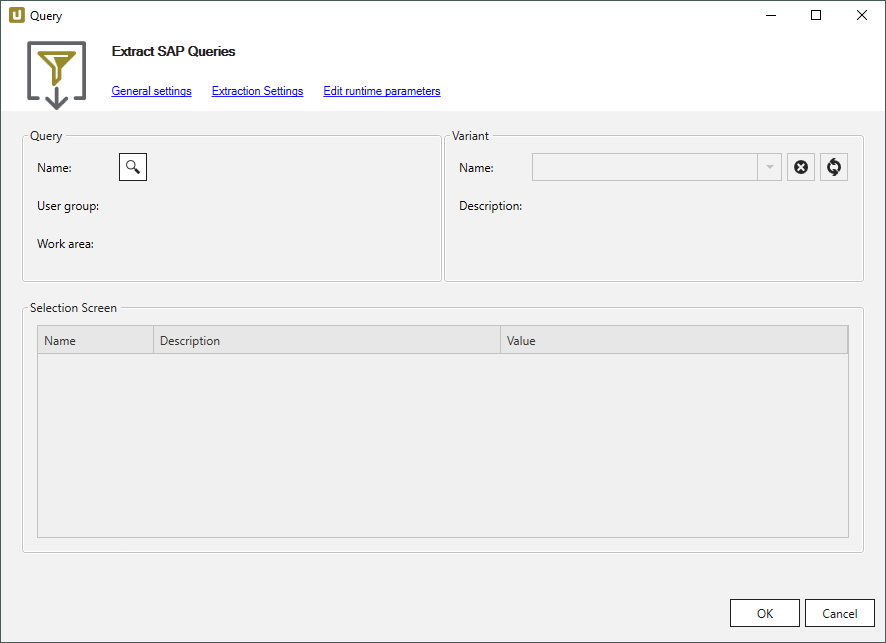 Query
Extract SAP Queries
General settings Extraction Settings Edit runtime parameters
Query
Name:
User group:
Work area:
Variant
Name:
Description:
Selection Screen
Name Description Value
OK Cancel